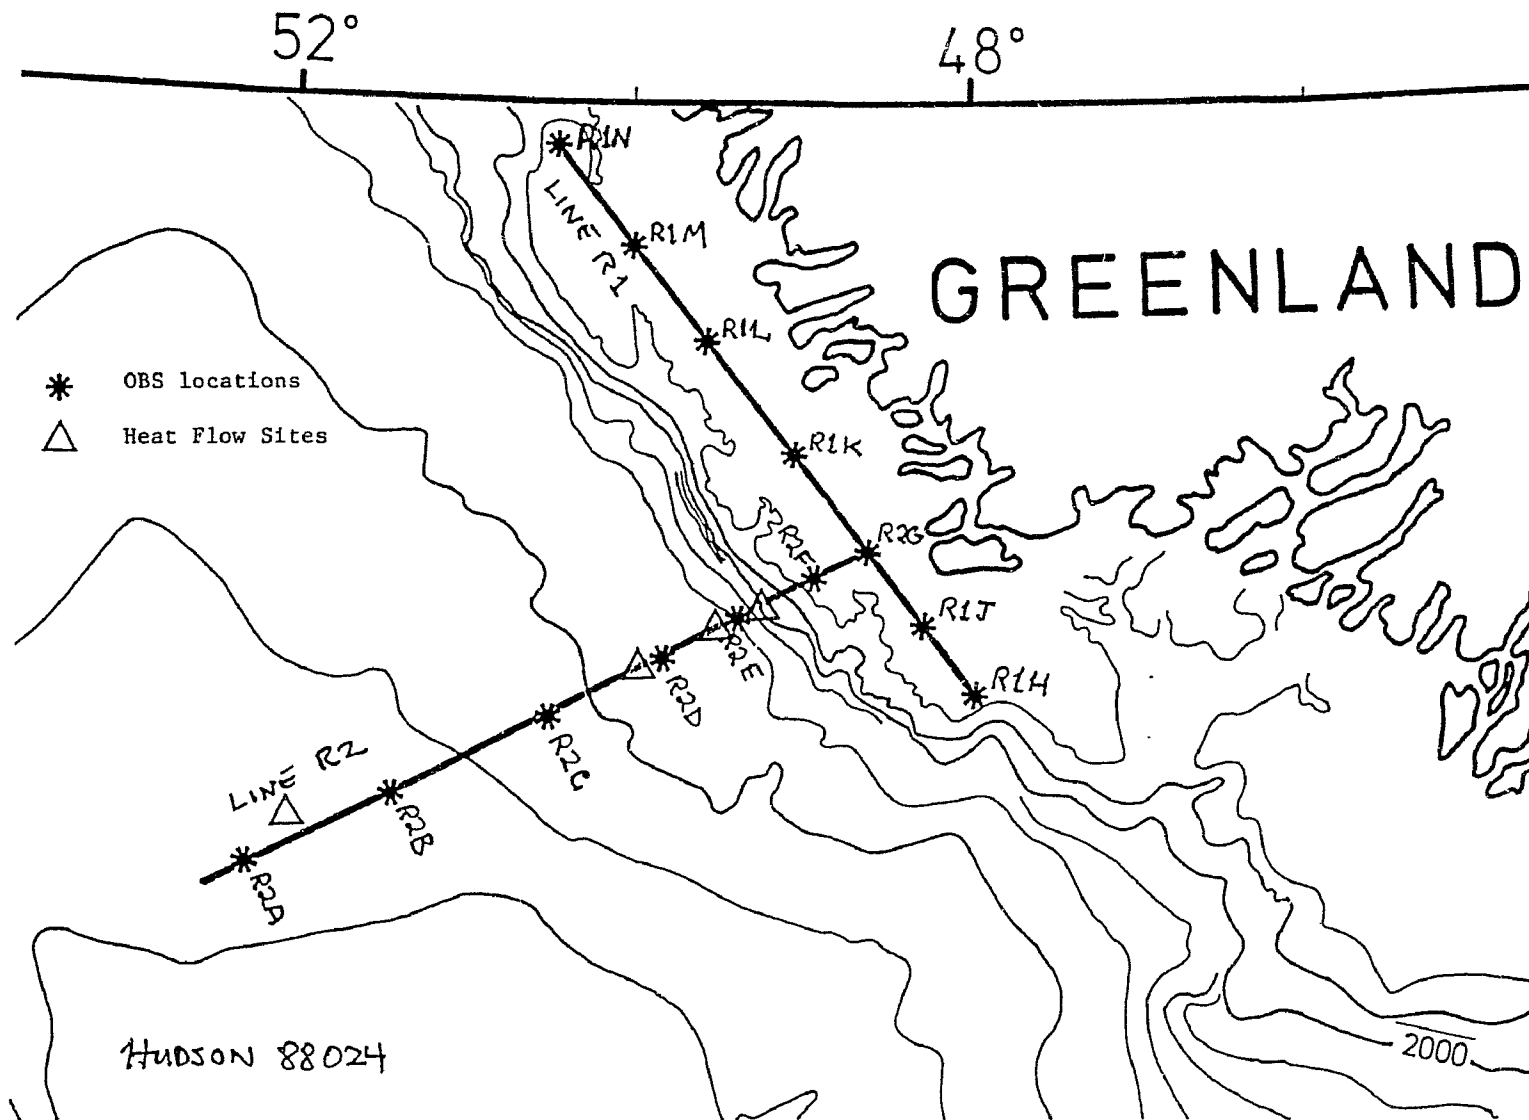 52°
48°
R1N
LINE R1
R1M
GREENLAND
R1L
OBS locations
Heat Flow Sites
R1K
R2F
R2G
R1J
R2E
R1H
R2D
R2C
LINE R2
R2B
R2A
HUDSON 88024
2000